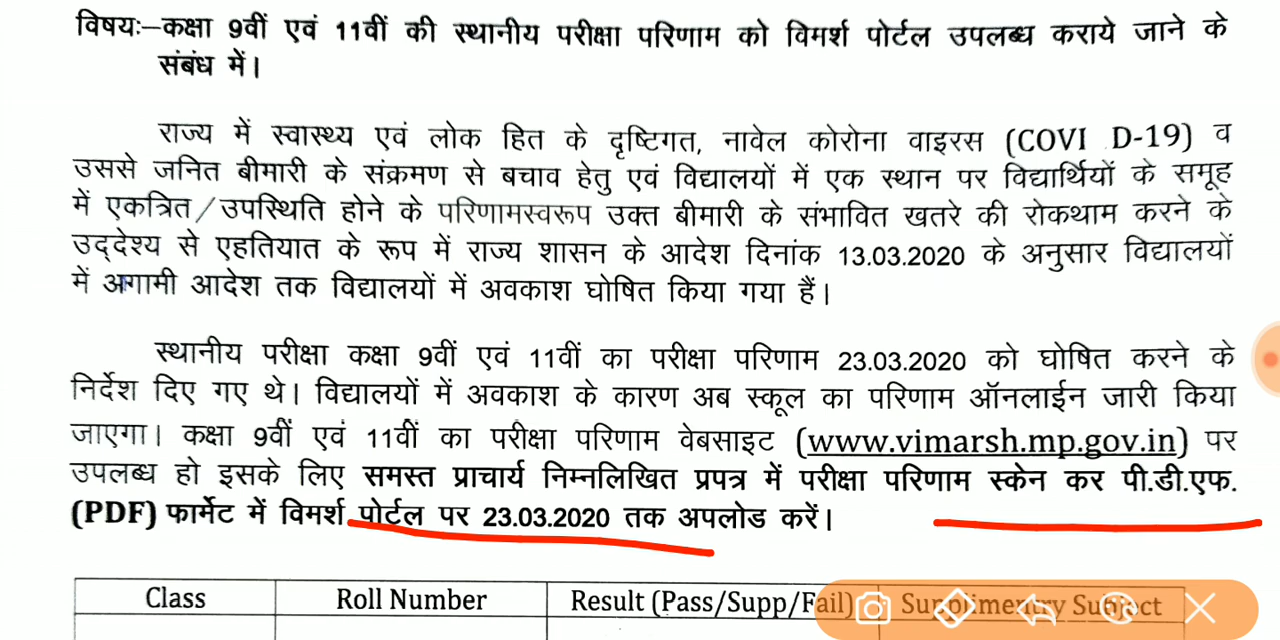 विषयः–कक्षा 9वीं एवं 11वीं की स्थानीय परीक्षा परिणाम को विमर्श पोर्टल उपलब्ध कराये जाने के
संबंध में।
राज्य में स्वास्थ्य एवं लोक हित के दृष्टिगत, नावेल कोरोना वाइरस (COVI D-19) व
उससे जनित बीमारी के संक्रमण से बचाव हेतु एवं विद्यालयों में एक स्थान पर विद्यार्थियों के समूह
में एकत्रित/उपस्थिति होने के परिणामस्वरूप उक्त बीमारी के संभावित खतरे की रोकथाम करने के
उद्देश्य से एहतियात के रूप में राज्य शासन के आदेश दिनांक 13.03.2020 के अनुसार विद्यालयों
में अगामी आदेश तक विद्यालयों में अवकाश घोषित किया गया हैं।
स्थानीय परीक्षा कक्षा 9वीं एवं 11वीं का परीक्षा परिणाम 23.03.2020 को घोषित करने के
निर्देश दिए गए थे। विद्यालयों में अवकाश के कारण अब स्कूल का परिणाम ऑनलाईन जारी किया
जाएगा। कक्षा 9वीं एवं 11वीं का परीक्षा परिणाम वेबसाइट (www.vimarsh.mp.gov.in) पर
उपलब्ध हो इसके लिए समस्त प्राचार्य निम्नलिखित प्रपत्र में परीक्षा परिणाम स्केन कर पी.डी.एफ.
(PDF) फार्मेट में विमर्श पोर्टल पर 23.03.2020 तक अपलोड करें।
Class Roll Number Result (Pass/Supp/Fail) Supplimentry Subject